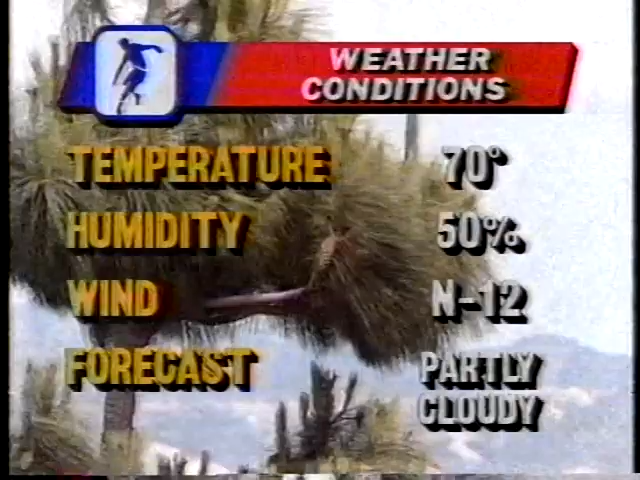 WEATHER
CONDITIONS
TEMPERATURE 70°
HUMIDITY 50%
WIND N-12
FORECAST PARTLY
CLOUDY